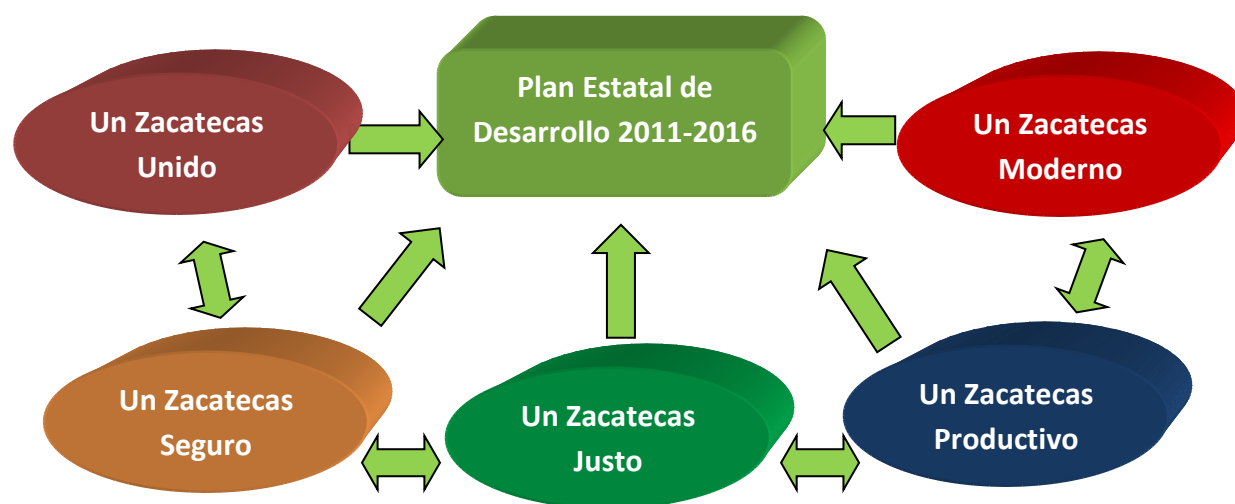 Un Zacatecas
Unido
Plan Estatal de
Desarrollo 2011-2016
Un Zacatecas
Moderno
Un Zacatecas
Seguro
Un Zacatecas
Justo
Un Zacatecas
Productivo